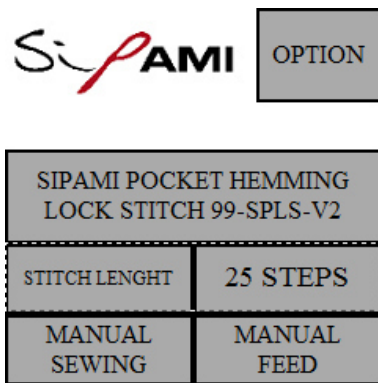 SiPAMI
OPTION
SIPAMI POCKET HEMMING
LOCK STITCH 99-SPLS-V2
STITCH LENGHT
25 STEPS
MANUAL
SEWING
MANUAL
FEED